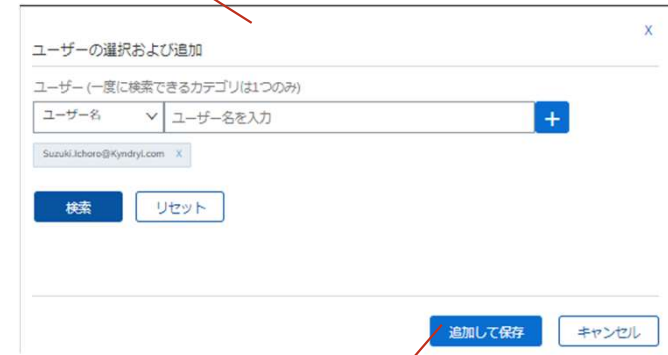 X
ユーザーの選択および追加
ユーザー (一度に検索できるカテゴリは1つのみ)
ユーザー名 ユーザー名を入力 +
Suzuki.Ichoro@Kyndryl.com X
検索 リセット
追加して保存 キャンセル